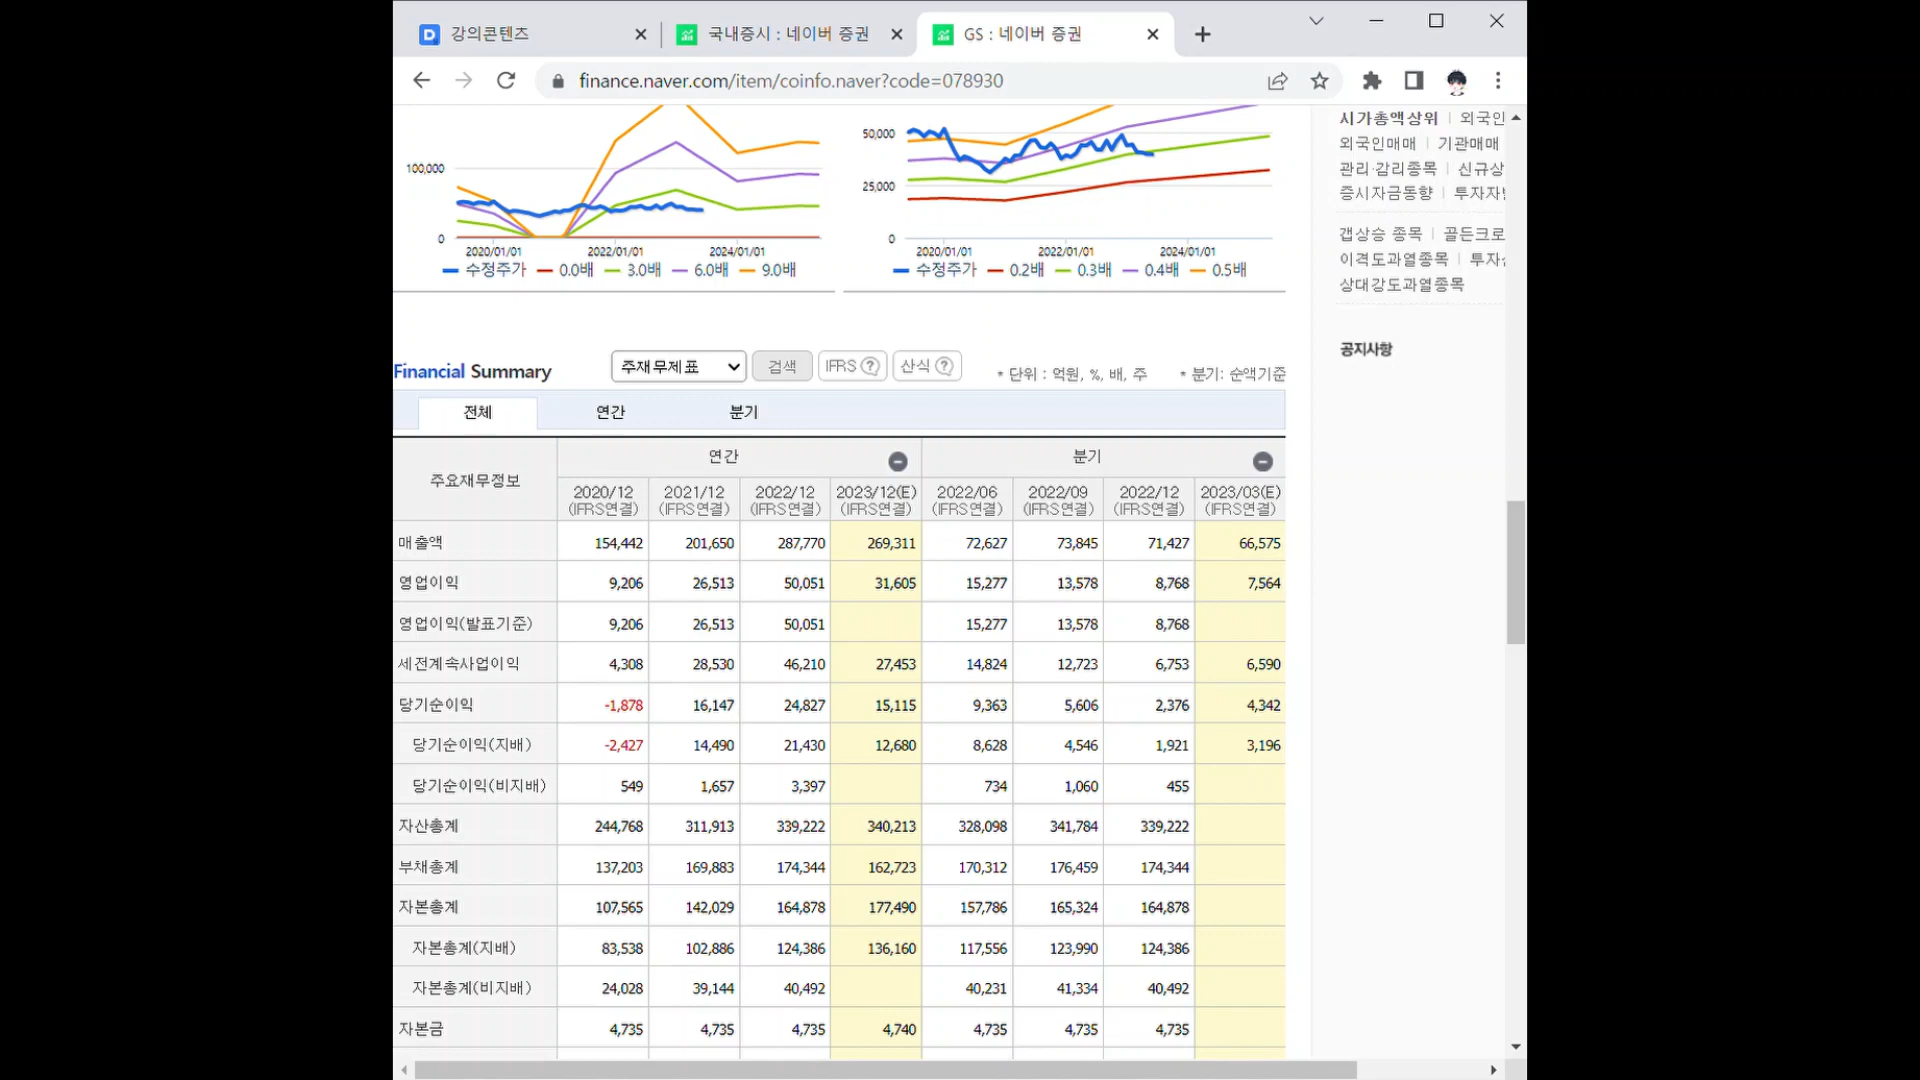 강의콘텐츠
국내증시 : 네이버 증권
GS : 네이버 증권
finance.naver.com/item/coinfo.naver?code=078930
100,000
0
2020/01/01 2022/01/01 2024/01/01
수정주가 0.0배 3.0배 6.0배 9.0배
50,000
25,000
0
2020/01/01 2022/01/01 2024/01/01
수정주가 0.2배 0.3배 0.4배 0.5배
시가총액상위 외국인
외국인매매 기관매매
관리·감리종목 신규상
증시자금동향
갭상승 종목 골든크로
이격도과열종목
상대강도과열종목
공지사항
Financial Summary
주재무제표 검색 IFRS ? 산식 ? * 단위 : 억원, %, 배, 주 * 분기: 순액기준
전체 연간 분기
주요재무정보 연간 분기
2020/12 2021/12 2022/12 2023/12(E) 2022/06 2022/09 2022/12 2023/03(E)
(IFRS연결) (IFRS연결) (IFRS연결) (IFRS연결) (IFRS연결) (IFRS연결) (IFRS연결) (IFRS연결)
매출액 154,442 201,650 287,770 269,311 72,627 73,845 71,427 66,575
영업이익 9,206 26,513 50,051 31,605 15,277 13,578 8,768 7,564
영업이익(발표기준) 9,206 26,513 50,051 15,277 13,578 8,768
세전계속사업이익 4,308 28,530 46,210 27,453 14,824 12,723 6,753 6,590
당기순이익 -1,878 16,147 24,827 15,115 9,363 5,606 2,376 4,342
당기순이익(지배) -2,427 14,490 21,430 12,680 8,628 4,546 1,921 3,196
당기순이익(비지배) 549 1,657 3,397 734 1,060 455
자산총계 244,768 311,913 339,222 340,213 328,098 341,784 339,222
부채총계 137,203 169,883 174,344 162,723 170,312 176,459 174,344
자본총계 107,565 142,029 164,878 177,490 157,786 165,324 164,878
자본총계(지배) 83,538 102,886 124,386 136,160 117,556 123,990 124,386
자본총계(비지배) 24,028 39,144 40,492 40,231 41,334 40,492
자본금 4,735 4,735 4,735 4,740 4,735 4,735 4,735